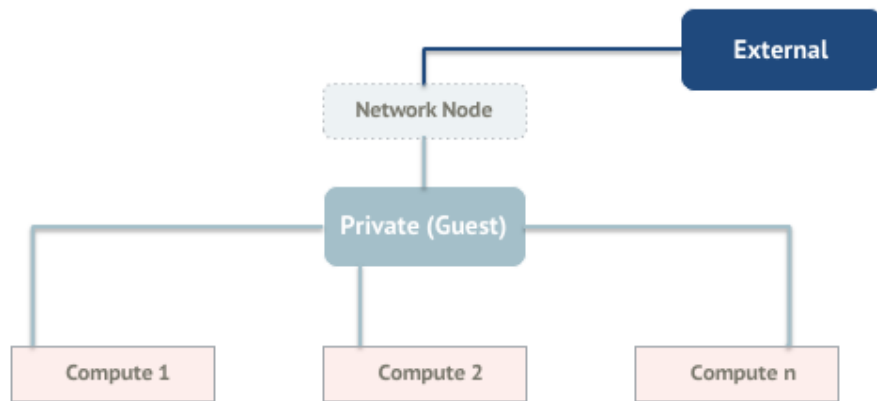 External
Network Node
Private (Guest)
Compute 1
Compute 2
Compute n